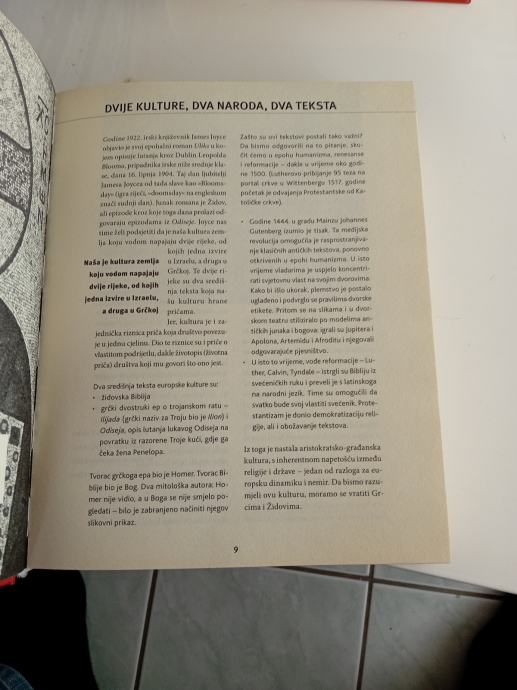 DVIJE KULTURE, DVA NARODA, DVA TEKSTA
Godine 1922. irski književnik James Joyce
objavio je svoj epohalni roman Uliks u ko-
jem opisuje lutanja kroz Dublin Leopolda
Blooma, pripadnika irske niže srednje kla-
se, dana 16. lipnja 1904. Taj dan ljubitelji
Jamesa Joycea od tada slave kao »Blooms-
day« (igra riječi, »doomsday« na engleskom
znači sudnji dan). Junak romana je Židov,
ali epizode kroz koje toga dana prolazi od-
govaraju epizodama iz Odiseje. Joyce nas
time želi podsjetiti da je naša kultura zem-
lja koju vodom napajaju dvije rijeke, od
kojih jedna izvire
u Izraelu, a druga u
Grčkoj. Te dvije ri-
jeke su dva središ-
nja teksta koja na-
šu kulturu hrane
pričama.
Naša je kultura zemlja
koju vodom napajaju
dvije rijeke, od kojih
jedna izvire u Izraelu,
a druga u Grčkoj
Jer, kultura je i za-
jednička riznica priča koja društvo povezu-
je u jednu cjelinu. Dio te riznice su i priče o
vlastitom podrijetlu, dakle životopis (životna
priča) društva koji mu govori što ono jest.
Dva središnja teksta europske kulture su:
• židovska Biblija
• grčki dvostruki ep o trojanskom ratu –
Ilijada (grčki naziv za Troju bio je Ilion) i
Odiseja, opis lutanja lukavog Odiseja na
povratku iz razorene Troje kući, gdje ga
čeka žena Penelopa.
Tvorac grčkoga epa bio je Homer. Tvorac Bi-
blije bio je Bog. Dva mitološka autora: Ho-
mer nije vidio, a u Boga se nije smjelo po-
gledati – bilo je zabranjeno načiniti njegov
slikovni prikaz.
Zašto su ovi tekstovi postali tako važni?
Da bismo odgovorili na to pitanje, sko-
čit ćemo u epohu humanizma, renesanse
i reformacije – dakle u vrijeme oko godi-
ne 1500. (Lutherovo pribijanje 95 teza na
portal crkve u Wittenbergu 1517. godine
početak je odvajanja Protestantske od Ka-
toličke crkve).
• Godine 1444. u gradu Mainzu Johannes
Gutenberg izumio je tisak. Ta medijska
revolucija omogućila je rasprostranjiva-
nje klasičnih antičkih tekstova, ponovno
otkrivenih u epohi humanizma. U isto
vrijeme vladarima je uspjelo koncentri-
rati svjetovnu vlast na svojim dvorovima.
Kako bi išlo ukorak, plemstvo je postalo
uglađeno i podvrglo se pravilima dvorske
etikete. Pritom se na slikama i u dvor-
skom teatru stiliziralo po modelima an-
tičkih junaka i bogova: igrali su Jupitera i
Apolona, Artemidu i Afroditu i njegovali
odgovarajuće pjesništvo.
• U isto to vrijeme, vođe reformacije – Lu-
ther, Calvin, Tyndale – istrgli su Bibliju iz
svećeničkih ruku i preveli je s latinskoga
na narodni jezik. Time su omogućili da
svatko bude svoj vlastiti svećenik. Prote-
stantizam je donio demokratizaciju reli-
gije, ali i obožavanje teksta.
Iz toga je nastala aristokratsko-građanska
kultura, s inherentnom napetošću između
religije i države – jedan od razloga za eu-
ropsku dinamiku i nemir. Da bismo razu-
mjeli ovu kulturu, moramo se vratiti Gr-
cima i Židovima.
9